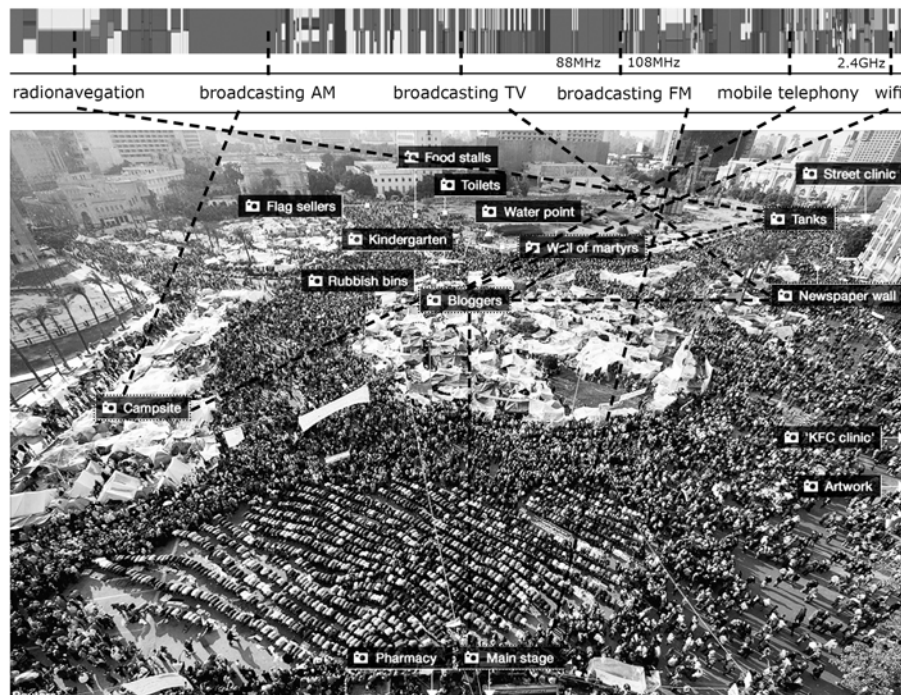 88MHz 108MHz 2.4GHz
radionavegation broadcasting AM broadcasting TV broadcasting FM mobile telephony wifi
Food stalls
Street clinic
Toilets
Flag sellers
Water point
Tanks
Kindergarten
Wall of martyrs
Rubbish bins
Bloggers
Newspaper wall
Campsite
'KFC clinic'
Artwork
Pharmacy
Main stage